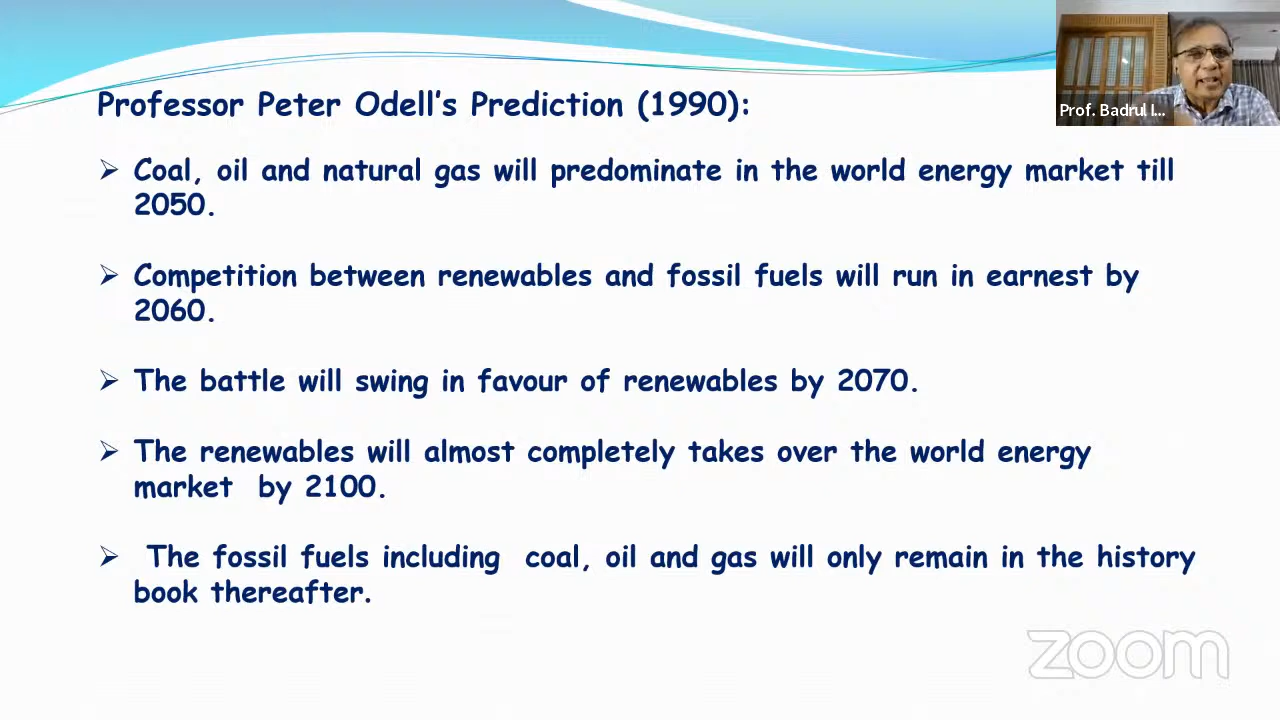 Professor Peter Odell's Prediction (1990):
Prof. Badrul I...
➢ Coal, oil and natural gas will predominate in the world energy market till
2050.
➢ Competition between renewables and fossil fuels will run in earnest by
2060.
➢ The battle will swing in favour of renewables by 2070.
➢ The renewables will almost completely takes over the world energy
market by 2100.
➢ The fossil fuels including coal, oil and gas will only remain in the history
book thereafter.
zoom